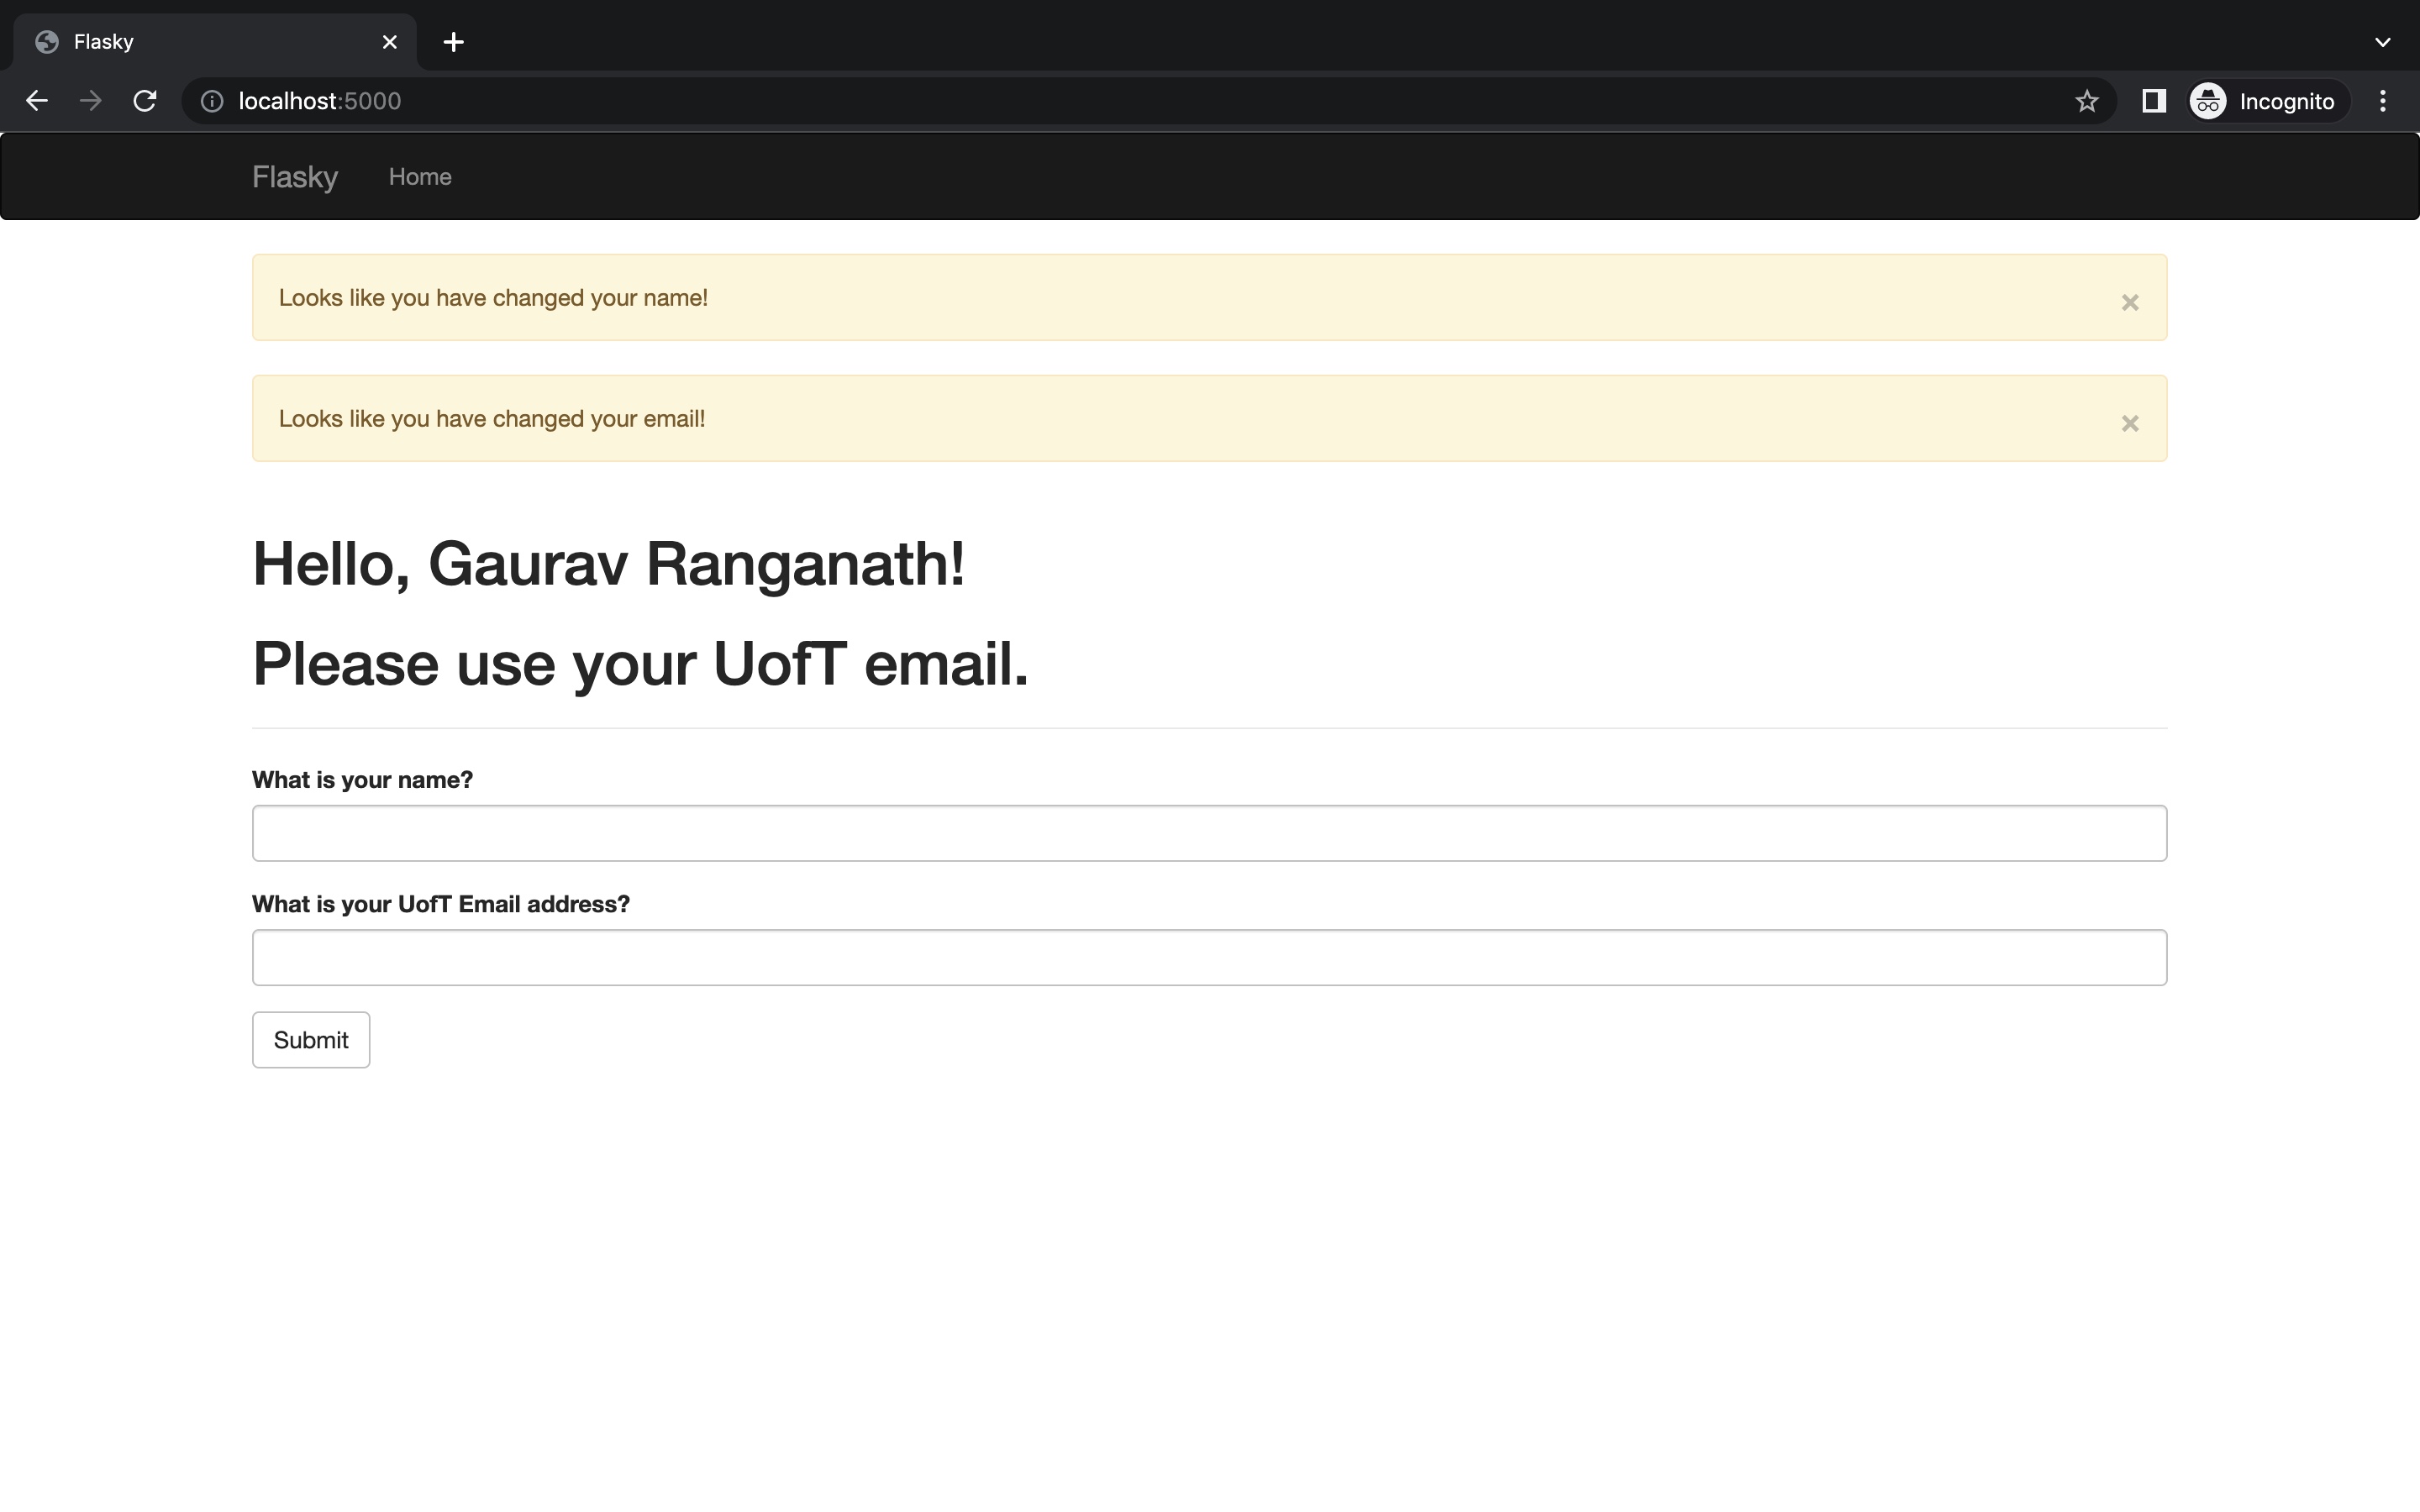 Flasky
localhost:5000
Incognito
Flasky Home
Looks like you have changed your name!
×
Looks like you have changed your email!
×
Hello, Gaurav Ranganath!
Please use your UofT email.
What is your name?
What is your UofT Email address?
Submit